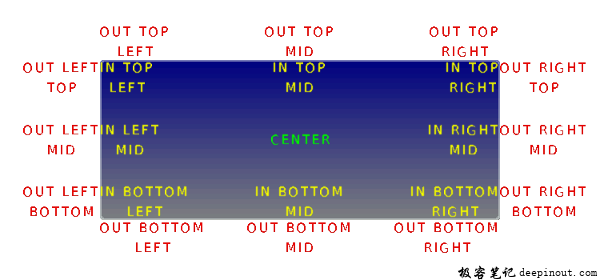 OUT TOP LEFT
OUT TOP MID
OUT TOP RIGHT
OUT LEFT TOP
IN TOP LEFT
IN TOP MID
IN TOP RIGHT
OUT RIGHT TOP
OUT LEFT MID
IN LEFT MID
CENTER
IN RIGHT MID
OUT RIGHT MID
OUT LEFT BOTTOM
IN BOTTOM LEFT
IN BOTTOM MID
IN BOTTOM RIGHT
OUT RIGHT BOTTOM
OUT BOTTOM LEFT
OUT BOTTOM MID
OUT BOTTOM RIGHT
极客笔记 deepinout.com